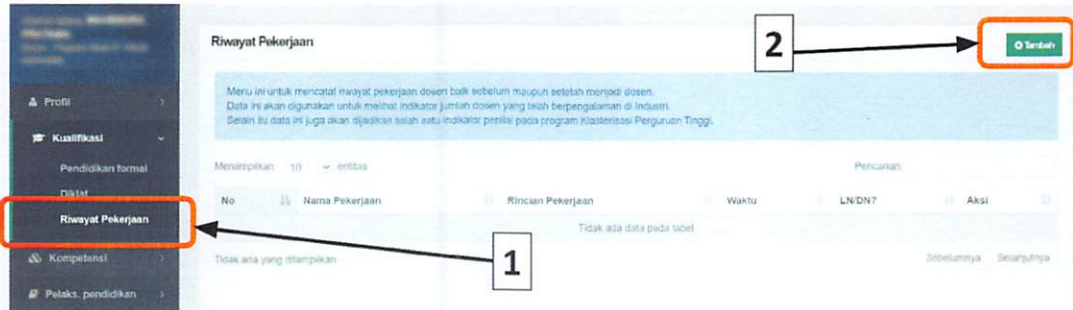 Riwayat Pekerjaan
2
Tambah
Menu ini untuk mencatat riwayat pekerjaan dosen baik sebelum maupun setelah menjadi dosen.
Data ini akan digunakan untuk melihat indikator jumlah dosen yang telah berpengalaman di Industri.
Selain itu data ini juga akan dijadikan salah satu indikator penilai pada program Klasterisasi Perguruan Tinggi.
Profil
Kualifikasi
Pendidikan formal
Diklat
Riwayat Pekerjaan
Kompetensi
Pelaks. pendidikan
Menampilkan 10 entitas
Pencarian:
No Nama Pekerjaan Rincian Pekerjaan Waktu LN/DN? Aksi
Tidak ada data pada tabel
1
Tidak ada yang ditampilkan
Sebelumnya Selanjutnya